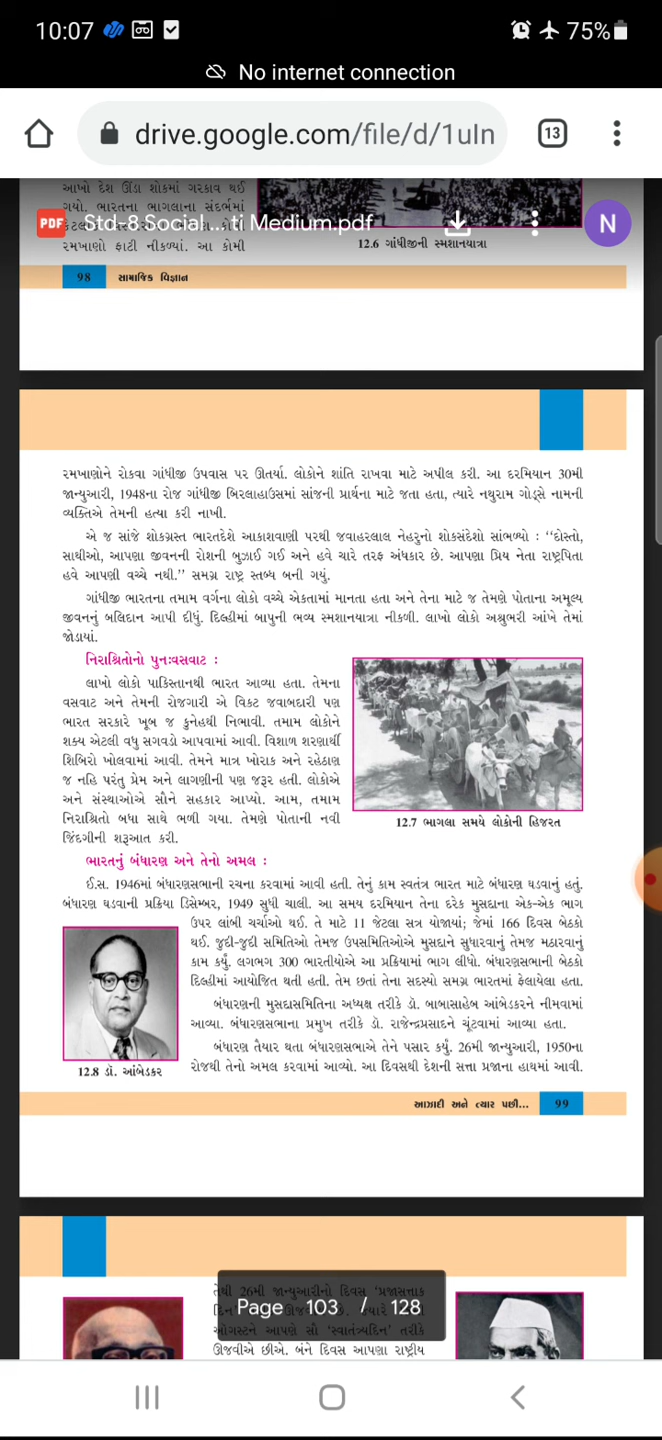 10:07
75%
No internet connection
drive.google.com/file/d/1uIn
13
આખો દેશ ઊંડા શોકમાં ગરકાવ થઈ
ગયો. ભારતના ભાગલાના સંદર્ભમાં
PDF Std-8 Social ... ti Medium.pdf
N
રમખાણો ફાટી નીકળ્યાં. આ કોમી
12.6 ગાંધીજીની સ્મશાનયાત્રા
98 સામાજિક વિજ્ઞાન
રમખાણોને રોકવા ગાંધીજી ઉપવાસ પર ઊતર્યા. લોકોને શાંતિ રાખવા માટે અપીલ કરી. આ દરમિયાન 30મી
જાન્યુઆરી, 1948ના રોજ ગાંધીજી બિરલાહાઉસમાં સાંજની પ્રાર્થના માટે જતા હતા, ત્યારે નથુરામ ગોડ્સે નામની
વ્યક્તિએ તેમની હત્યા કરી નાખી.
એ જ સાંજે શોકગ્રસ્ત ભારતદેશે આકાશવાણી પરથી જવાહરલાલ નેહરુનો શોકસંદેશો સાંભળ્યો : ''દોસ્તો,
સાથીઓ, આપણા જીવનની રોશની બુઝાઈ ગઈ અને હવે ચારે તરફ અંધકાર છે. આપણા પ્રિય નેતા રાષ્ટ્રપિતા
હવે આપણી વચ્ચે નથી.'' સમગ્ર રાષ્ટ્ર સ્તબ્ધ બની ગયું.
ગાંધીજી ભારતના તમામ વર્ગના લોકો વચ્ચે એકતામાં માનતા હતા અને તેના માટે જ તેમણે પોતાના અમૂલ્ય
જીવનનું બલિદાન આપી દીધું. દિલ્હીમાં બાપુની ભવ્ય સ્મશાનયાત્રા નીકળી. લાખો લોકો અશ્રુભરી આંખે તેમાં
જોડાયાં.
નિરાશ્રિતોનો પુનઃવસવાટ :
લાખો લોકો પાકિસ્તાનથી ભારત આવ્યા હતા. તેમના
વસવાટ અને તેમની રોજગારી એ વિકટ જવાબદારી પણ
ભારત સરકારે ખૂબ જ કુનેહથી નિભાવી. તમામ લોકોને
શક્ય એટલી વધુ સગવડો આપવામાં આવી. વિશાળ શરણાર્થી
શિબિરો ખોલવામાં આવી. તેમને માત્ર ખોરાક અને રહેઠાણ
જ નહિ પરંતુ પ્રેમ અને લાગણીની પણ જરૂર હતી. લોકોએ
અને સંસ્થાઓએ સૌને સહકાર આપ્યો. આમ, તમામ
નિરાશ્રિતો બધા સાથે ભળી ગયા. તેમણે પોતાની નવી
જિંદગીની શરૂઆત કરી.
12.7 ભાગલા સમયે લોકોની હિજરત
ભારતનું બંધારણ અને તેનો અમલ :
ઈ.સ. 1946માં બંધારણસભાની રચના કરવામાં આવી હતી. તેનું કામ સ્વતંત્ર ભારત માટે બંધારણ ઘડવાનું હતું.
બંધારણ ઘડવાની પ્રક્રિયા ડિસેમ્બર, 1949 સુધી ચાલી. આ સમય દરમિયાન તેના દરેક મુસદાના એક-એક ભાગ
ઉપર લાંબી ચર્ચાઓ થઈ. તે માટે 11 જેટલા સત્ર યોજાયાં; જેમાં 166 દિવસ બેઠકો
થઈ. જુદી-જુદી સમિતિઓ તેમજ ઉપસમિતિઓએ મુસદાને સુધારવાનું તેમજ મઠારવાનું
કામ કર્યું. લગભગ 300 ભારતીયોએ આ પ્રક્રિયામાં ભાગ લીધો. બંધારણસભાની બેઠકો
દિલ્હીમાં આયોજિત થતી હતી. તેમ છતાં તેના સદસ્યો સમગ્ર ભારતમાં ફેલાયેલા હતા.
બંધારણની મુસદાસમિતિના અધ્યક્ષ તરીકે ડૉ. બાબાસાહેબ આંબેડકરને નીમવામાં
આવ્યા. બંધારણસભાના પ્રમુખ તરીકે ડૉ. રાજેન્દ્રપ્રસાદને ચૂંટવામાં આવ્યા હતા.
બંધારણ તૈયાર થતા બંધારણસભાએ તેને પસાર કર્યું. 26મી જાન્યુઆરી, 1950ના
રોજથી તેનો અમલ કરવામાં આવ્યો. આ દિવસથી દેશની સત્તા પ્રજાના હાથમાં આવી.
12.8 ડૉ. આંબેડકર
આઝાદી અને ત્યાર પછી... 99
તેથી 26મી જાન્યુઆરીનો દિવસ 'પ્રજાસત્તાક
Page 103 / 128
ઑગસ્ટને આપણે સૌ 'સ્વાતંત્ર્યદિન' તરીકે
ઊજવીએ છીએ. બંને દિવસ આપણા રાષ્ટ્રીય